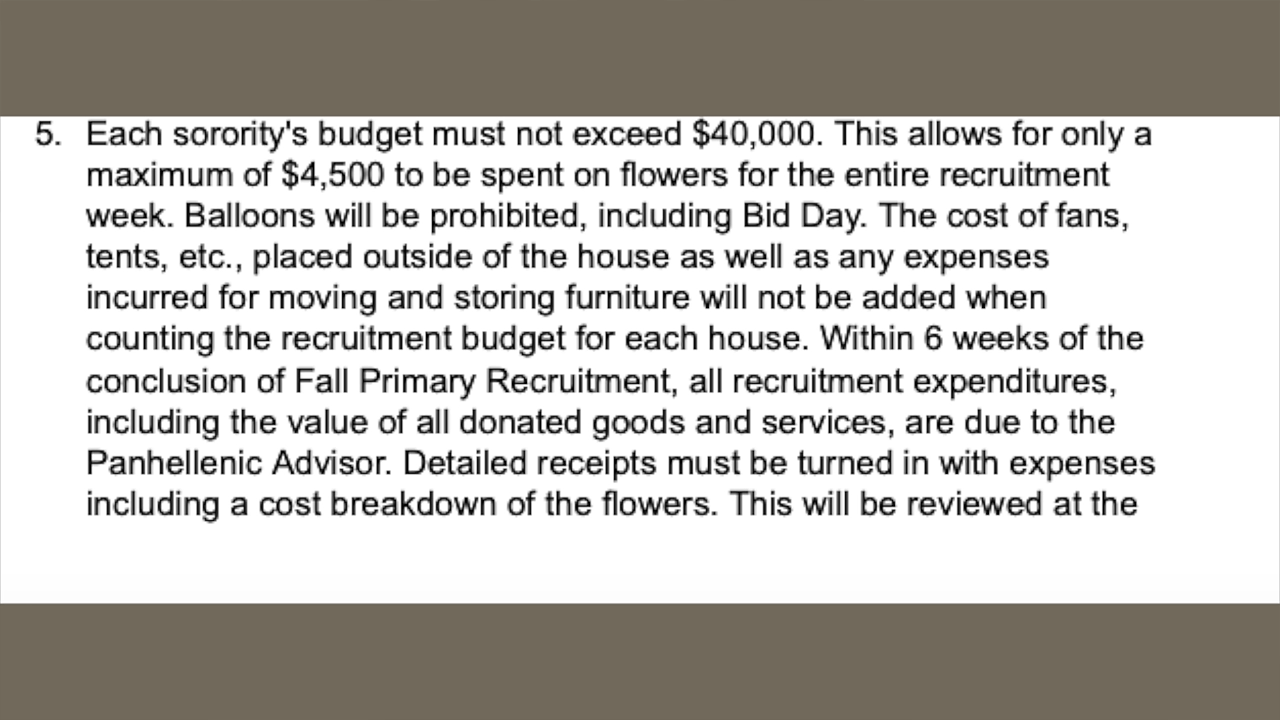 5. Each sorority's budget must not exceed $40,000. This allows for only a
maximum of $4,500 to be spent on flowers for the entire recruitment
week. Balloons will be prohibited, including Bid Day. The cost of fans,
tents, etc., placed outside of the house as well as any expenses
incurred for moving and storing furniture will not be added when
counting the recruitment budget for each house. Within 6 weeks of the
conclusion of Fall Primary Recruitment, all recruitment expenditures,
including the value of all donated goods and services, are due to the
Panhellenic Advisor. Detailed receipts must be turned in with expenses
including a cost breakdown of the flowers. This will be reviewed at the